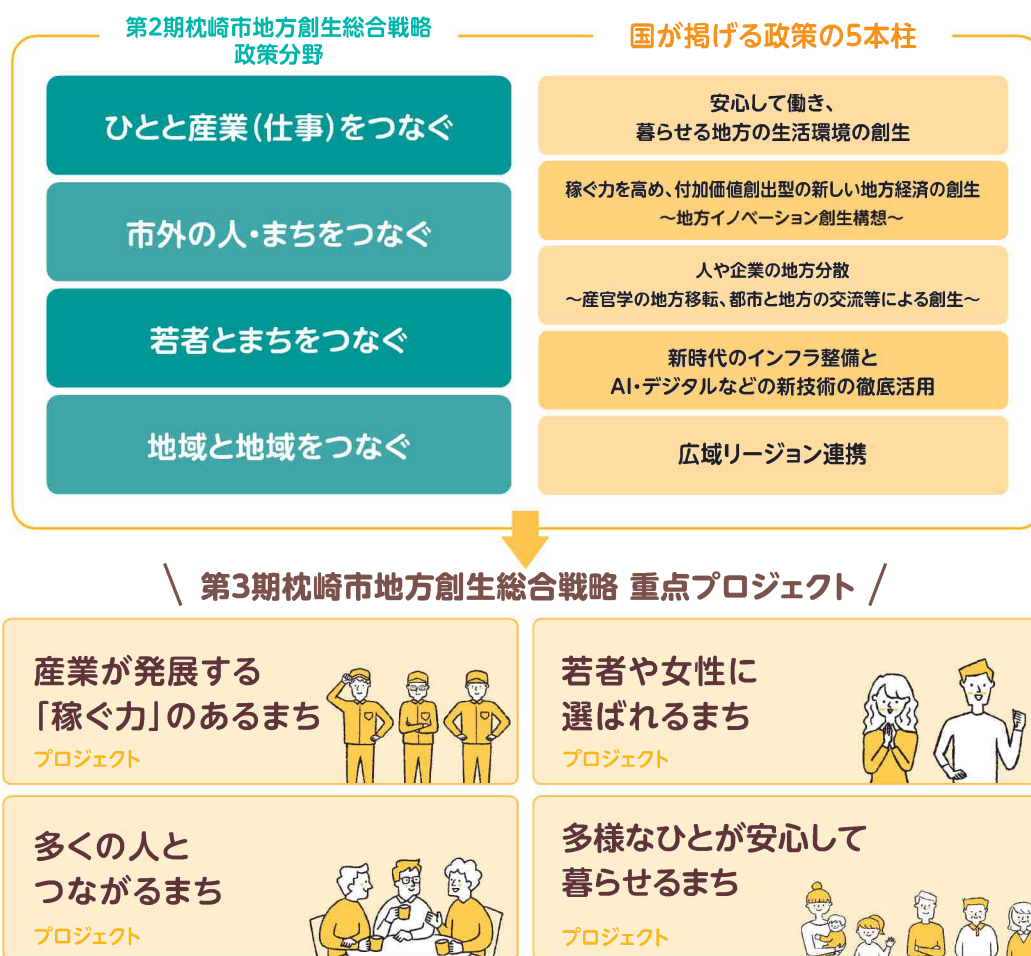 第2期枕崎市地方創生総合戦略
政策分野
ひとと産業(仕事)をつなぐ
市外の人・まちをつなぐ
若者とまちをつなぐ
地域と地域をつなぐ
国が掲げる政策の5本柱
安心して働き、
暮らせる地方の生活環境の創生
稼ぐ力を高め、付加価値創出型の新しい地方経済の創生
～地方イノベーション創生構想～
人や企業の地方分散
～産官学の地方移転、都市と地方の交流等による創生～
新時代のインフラ整備と
AI・デジタルなどの新技術の徹底活用
広域リージョン連携
第3期枕崎市地方創生総合戦略 重点プロジェクト
産業が発展する
「稼ぐ力」のあるまち
プロジェクト
若者や女性に
選ばれるまち
プロジェクト
多くの人と
つながるまち
プロジェクト
多様なひとが安心して
暮らせるまち
プロジェクト